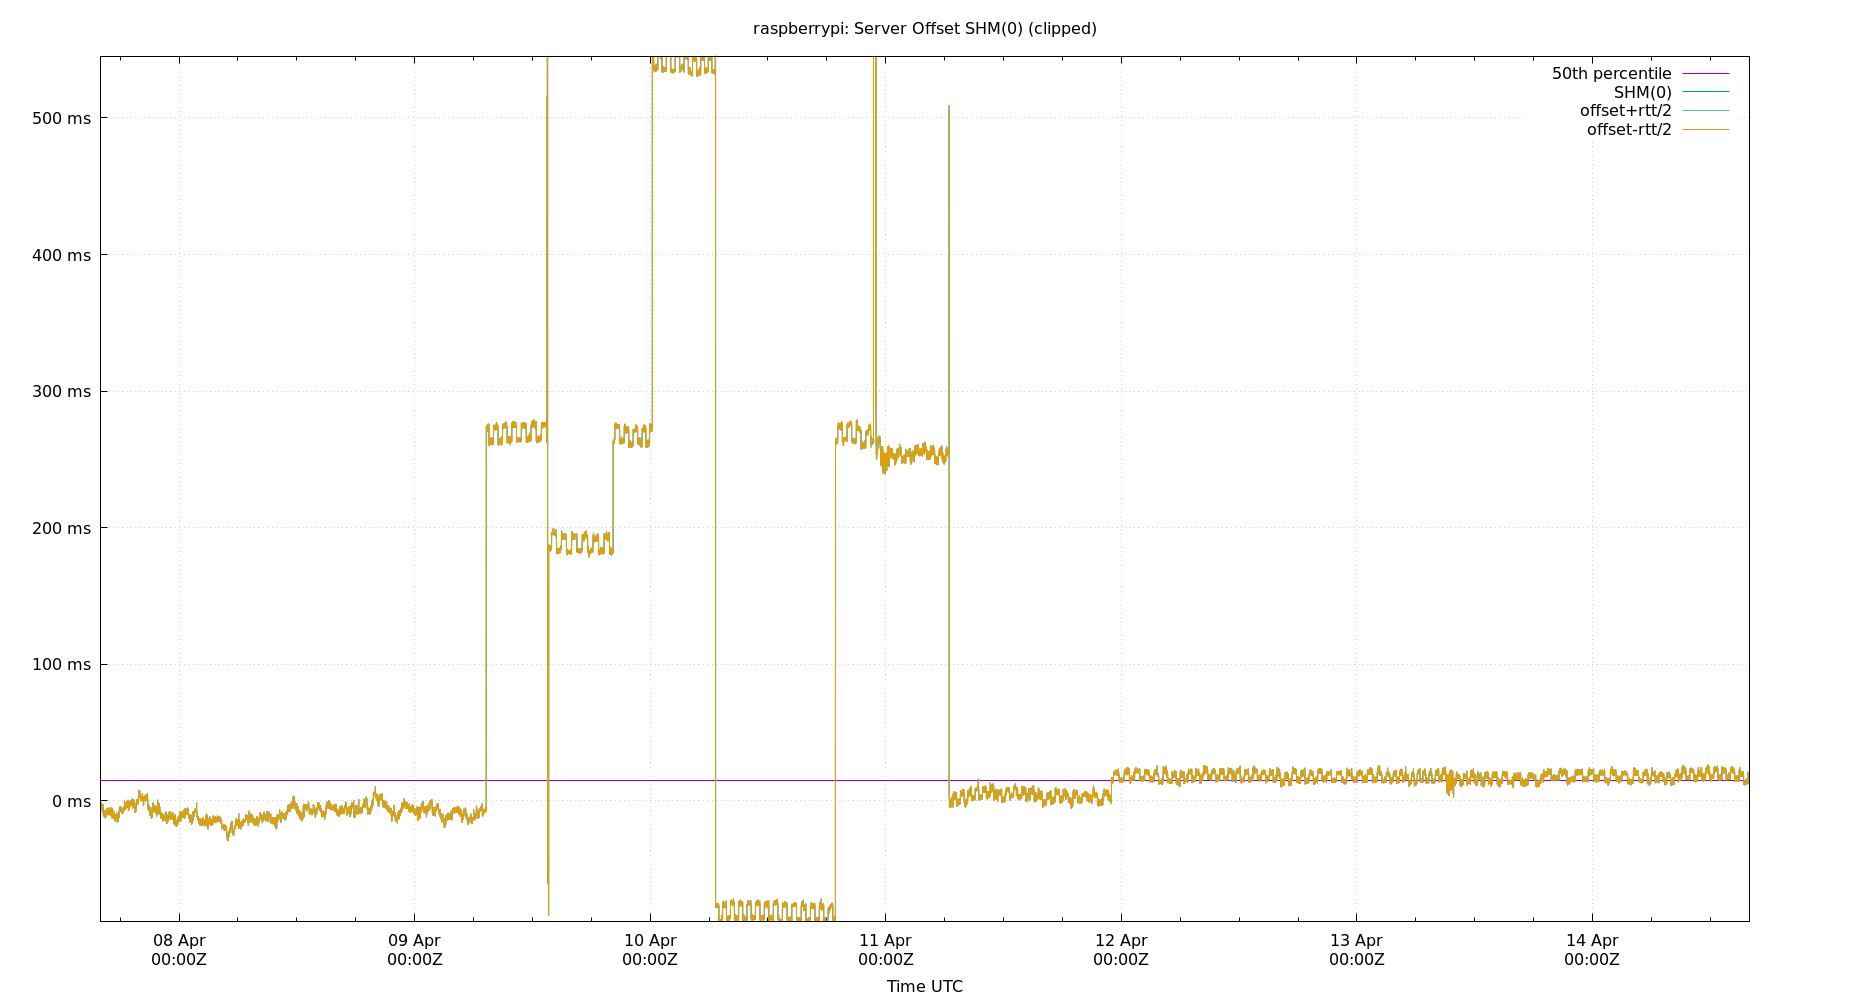 raspberrypi: Server Offset SHM(0) (clipped)
50th percentile
SHM(0)
offset+rtt/2
offset-rtt/2
500 ms
400 ms
300 ms
200 ms
100 ms
0 ms
08 Apr 09 Apr 10 Apr 11 Apr 12 Apr 13 Apr 14 Apr
00:00Z 00:00Z 00:00Z 00:00Z 00:00Z 00:00Z 00:00Z
Time UTC